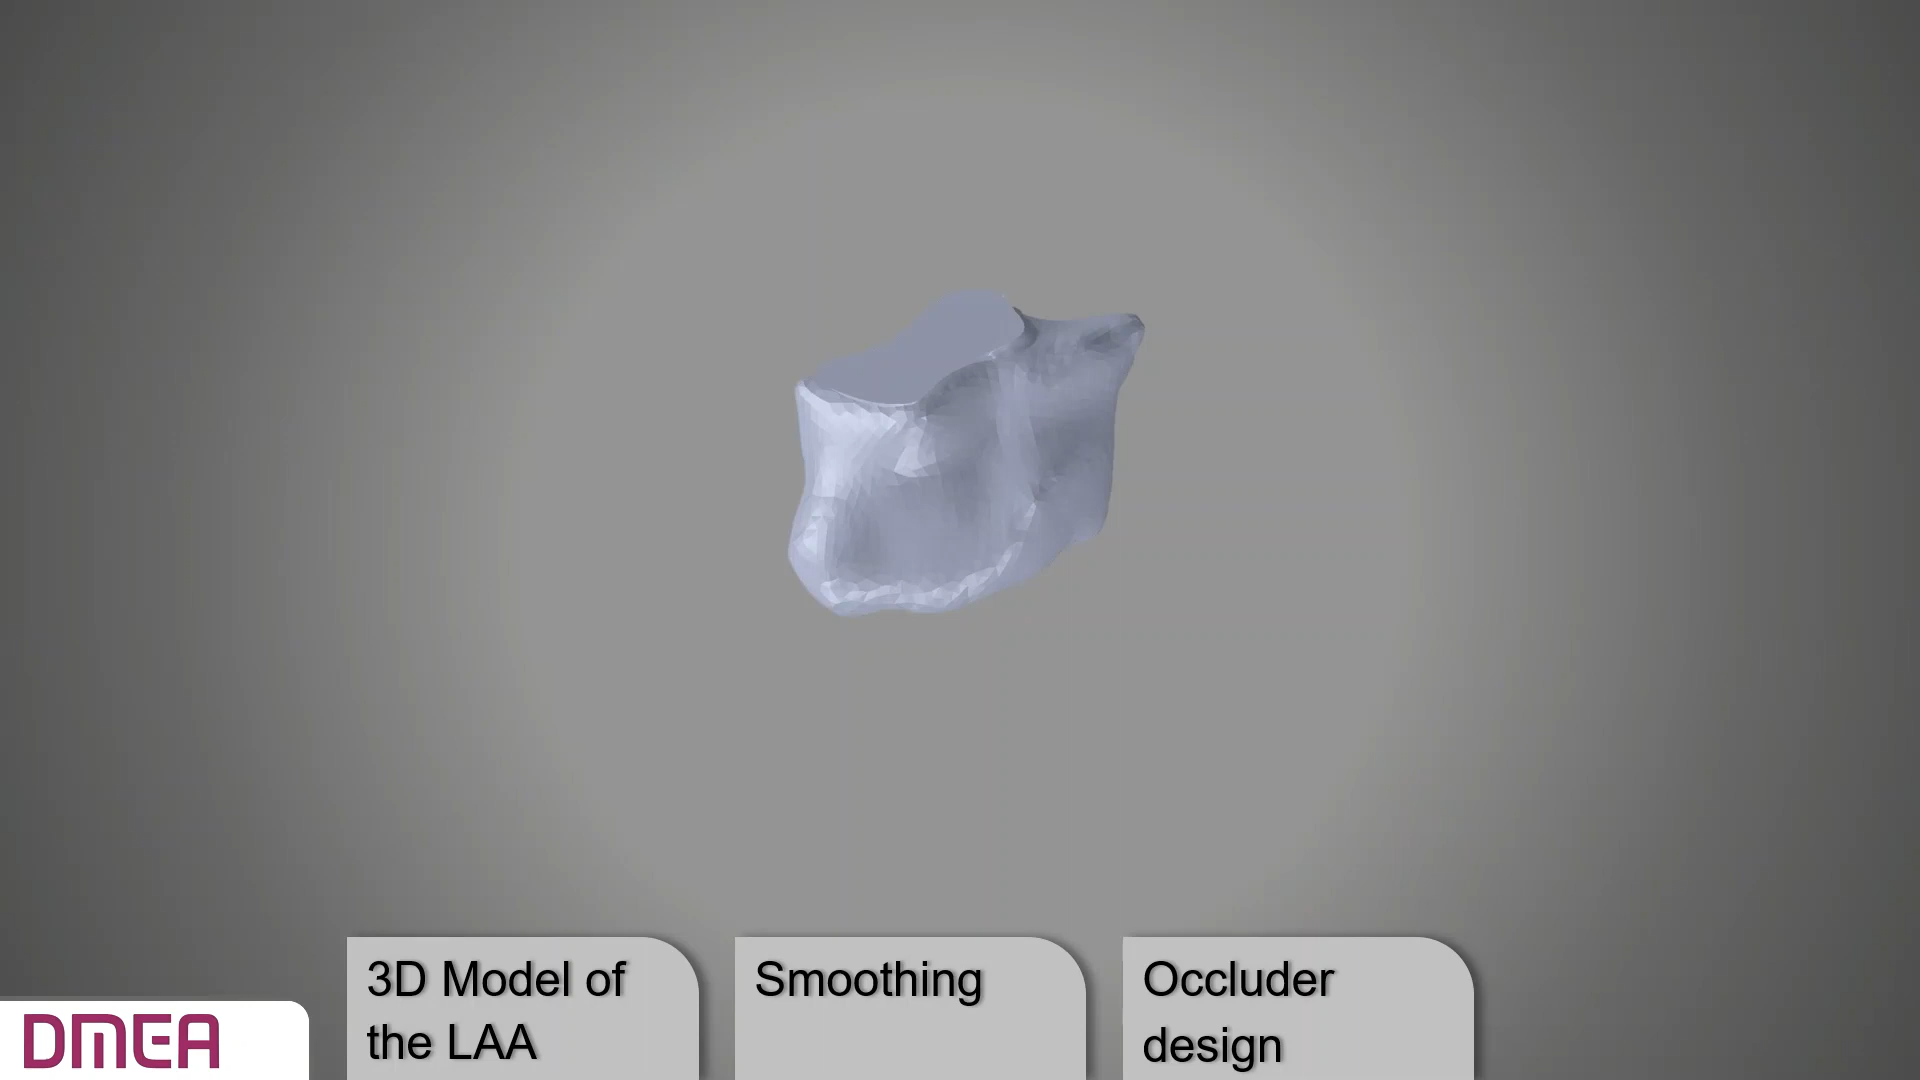 3D Model of
the LAA
Smoothing
Occluder
design
DMEA